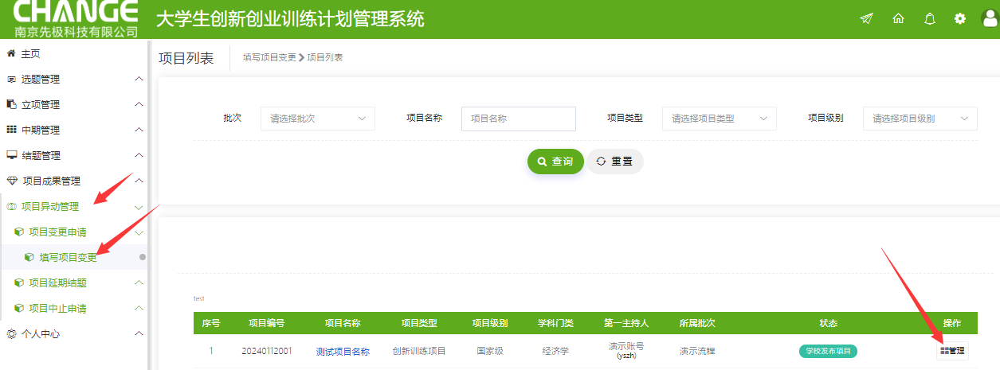 CHANGE
南京先极科技有限公司
大学生创新创业训练计划管理系统
主页
选题管理
立项管理
中期管理
结题管理
项目成果管理
项目异动管理
项目变更申请
填写项目变更
项目延期结题
项目中止申请
个人中心
项目列表
填写项目变更 项目列表
批次 请选择批次 项目名称 项目名称 项目类型 请选择项目类型 项目级别 请选择项目级别
查询 重置
test
序号 项目编号 项目名称 项目类型 项目级别 学科门类 第一主持人 所属批次 状态 操作
1 20240112001 测试项目名称 创新训练项目 国家级 经济学 演示账号 演示流程 学校发布项目 管理
(yszh)